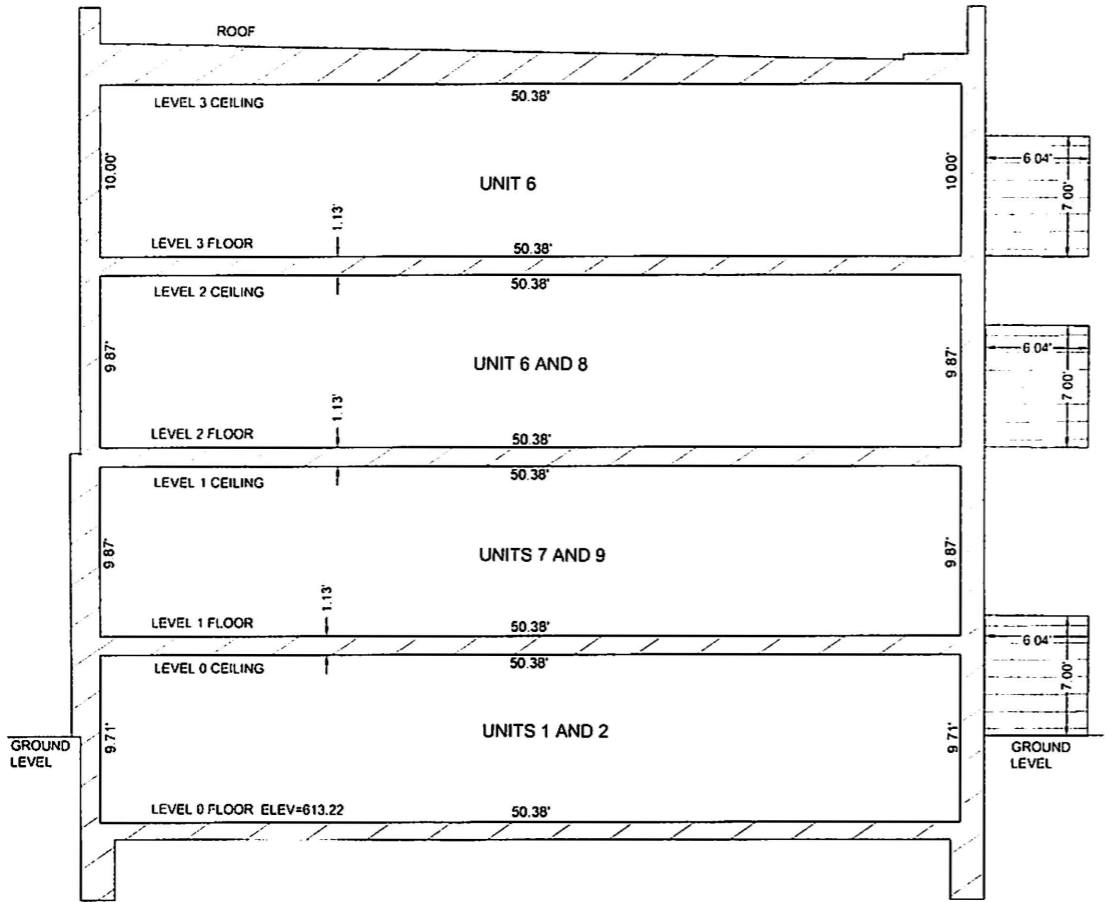 ROOF
LEVEL 3 CEILING
50.38'
10.00'
UNIT 6
10.00'
6 04'
7.00'
1.13'
LEVEL 3 FLOOR
50.38'
LEVEL 2 CEILING
50.38'
9.87'
UNIT 6 AND 8
9.87'
6 04'
7.00'
1.13'
LEVEL 2 FLOOR
50.38'
LEVEL 1 CEILING
50.38'
9.87'
UNITS 7 AND 9
9.87'
1.13'
LEVEL 1 FLOOR
50.38'
6 04'
7.00'
LEVEL 0 CEILING
50.38'
9.71'
UNITS 1 AND 2
9.71'
GROUND
LEVEL
GROUND
LEVEL
LEVEL 0 FLOOR ELEV=613.22
50.38'